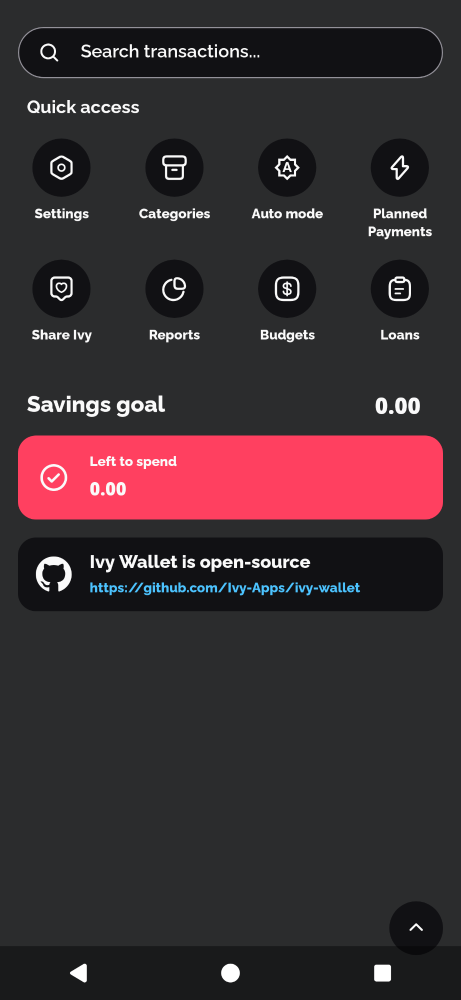 Search transactions...
Quick access
Settings
Categories
Auto mode
Planned
Payments
Share Ivy
Reports
Budgets
Loans
Savings goal
0.00
Left to spend
0.00
Ivy Wallet is open-source
https://github.com/Ivy-Apps/ivy-wallet